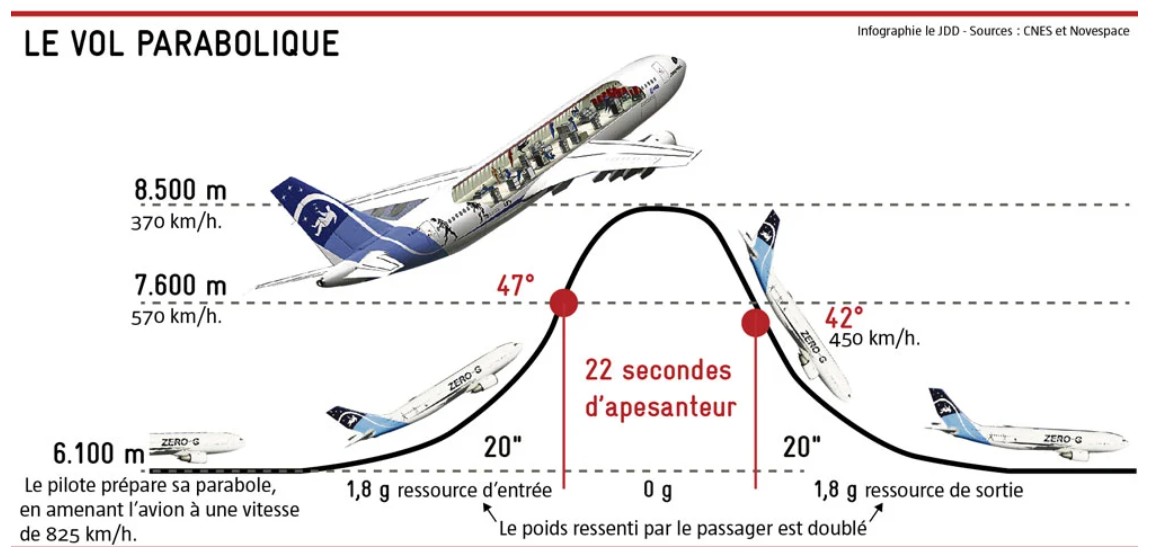 LE VOL PARABOLIQUE
Infographie le JDD - Sources : CNES et Novespace
8.500 m
370 km/h.
7.600 m
570 km/h.
47°
42°
450 km/h.
ZERO-G
ZERO-G
22 secondes
d'apesanteur
ZERO-G
ZERO-G
6.100 m
20"
20"
Le pilote prépare sa parabole,
en amenant l'avion à une vitesse
de 825 km/h.
1,8 g ressource d'entrée
0 g
1,8 g ressource de sortie
Le poids ressenti par le passager est doublé